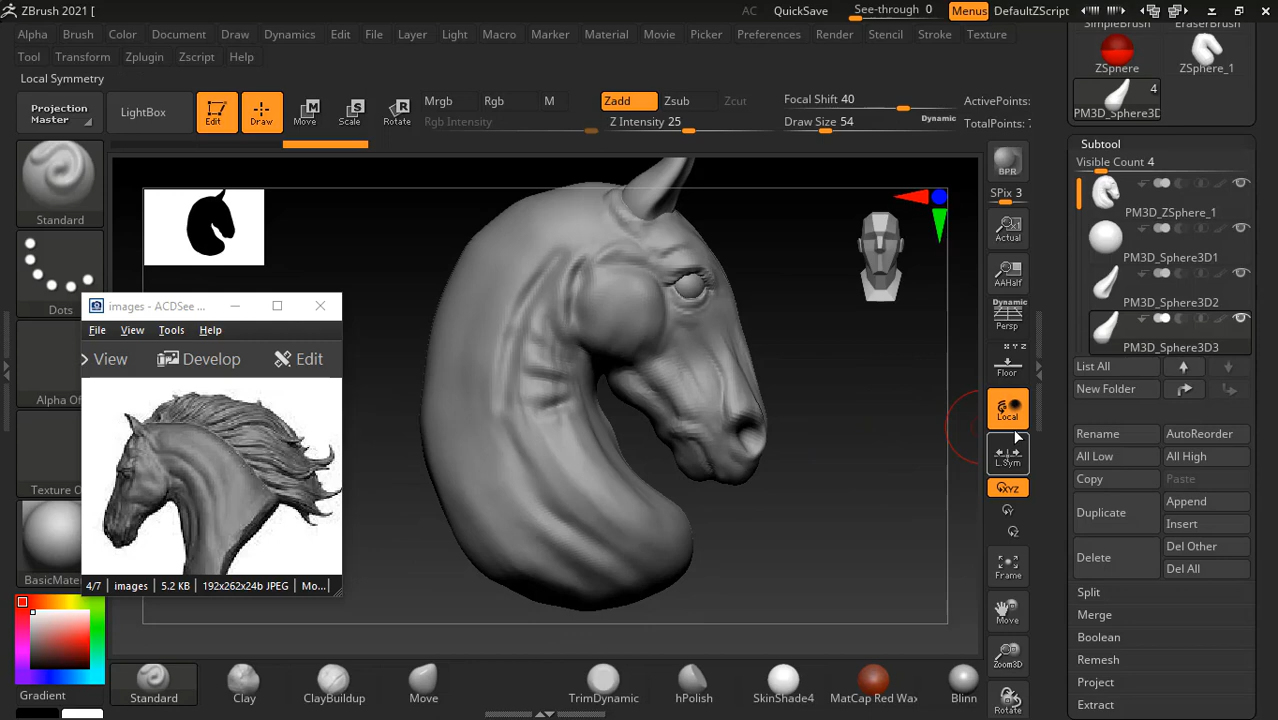 ZBrush 2021 [
AC
QuickSave
See-through 0
Menus
DefaultZScript
Alpha Brush Color Document Draw Dynamics Edit File Layer Light Macro Marker Material Movie Picker Preferences Render Stencil Stroke Texture
Tool Transform Zplugin Zscript Help
Local Symmetry
Projection
Master
LightBox
Edit
Draw
Move
Scale
Rotate
Mrgb Rgb M
Rgb Intensity
Zadd Zsub Zcut
Z Intensity 25
Focal Shift 40
Draw Size 54
Dynamic
ActivePoints:
TotalPoints: 7
Standard
Dots
Alpha Of
Texture O
BasicMate
Gradient
images - ACDSee ...
File View Tools Help
View Develop Edit
4/7 images 5.2 KB 192x262x24b JPEG Mo...
BPR
SPix 3
Actual
AAHalf
Dynamic
Persp
X Y Z
Floor
Local
L.Sym
XYZ
Y
Z
Frame
Move
Zoom3D
Rotate
SimpleBrush EraserBrush
ZSphere ZSphere_1
4
PM3D_Sphere3D
Subtool
Visible Count 4
PM3D_ZSphere_1
PM3D_Sphere3D1
PM3D_Sphere3D2
PM3D_Sphere3D3
List All
New Folder
Rename AutoReorder
All Low All High
Copy Paste
Duplicate
Append
Insert
Delete
Del Other
Del All
Split
Merge
Boolean
Remesh
Project
Extract
Standard Clay ClayBuildup Move TrimDynamic hPolish SkinShade4 MatCap Red Wa Blinn